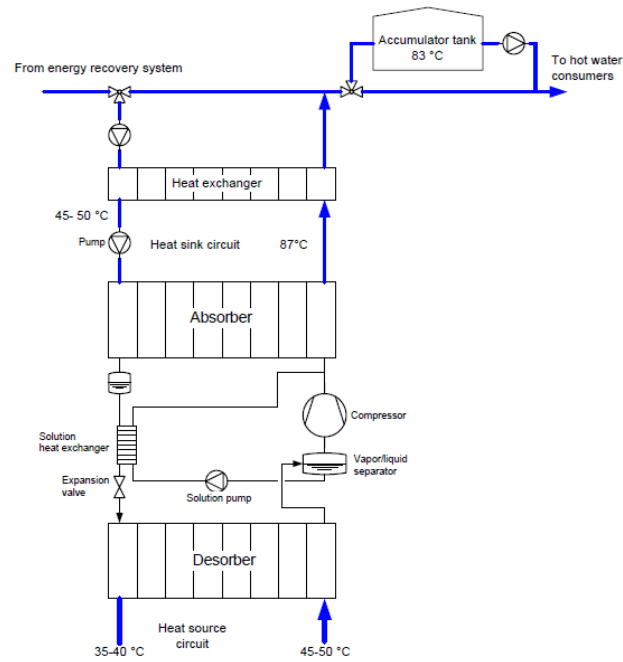 Accumulator tank
83 °C
From energy recovery system
To hot water
consumers
Heat exchanger
45- 50 °C
Pump
Heat sink circuit
87°C
Absorber
Compressor
Solution
heat exchanger
Vapor/liquid
separator
Expansion
valve
Solution pump
Desorber
Heat source
circuit
35-40 °C
45-50 °C